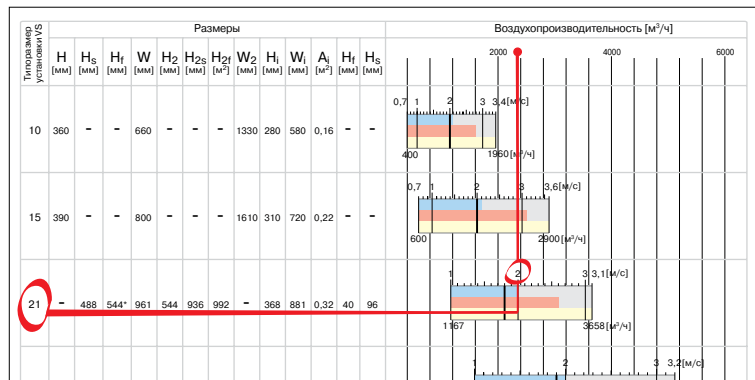 Типоразмер установки VS
Размеры
Воздухопроизводительность [м³/ч]
H [мм] Hs [мм] Hf [мм] W [мм] H2 [мм] H2s [мм] H2f [м²] W2 [мм] Hi [мм] Wi [мм] Ai [м²] Hf [мм] Hs [мм]
2000 4000 6000
10 360 - - 660 - - - 1330 280 580 0,16 - -
0,7 1 2 3 3,4 [м/с]
400 1960 [м³/ч]
15 390 - - 800 - - - 1610 310 720 0,22 - -
0,7 1 2 3 3,6 [м/с]
600 2900 [м³/ч]
21 - 488 544* 961 544 936 992 - 368 881 0,32 40 96
1 2 3 3,1 [м/с]
1167 3658 [м³/ч]
1 2 3 3,2 [м/с]